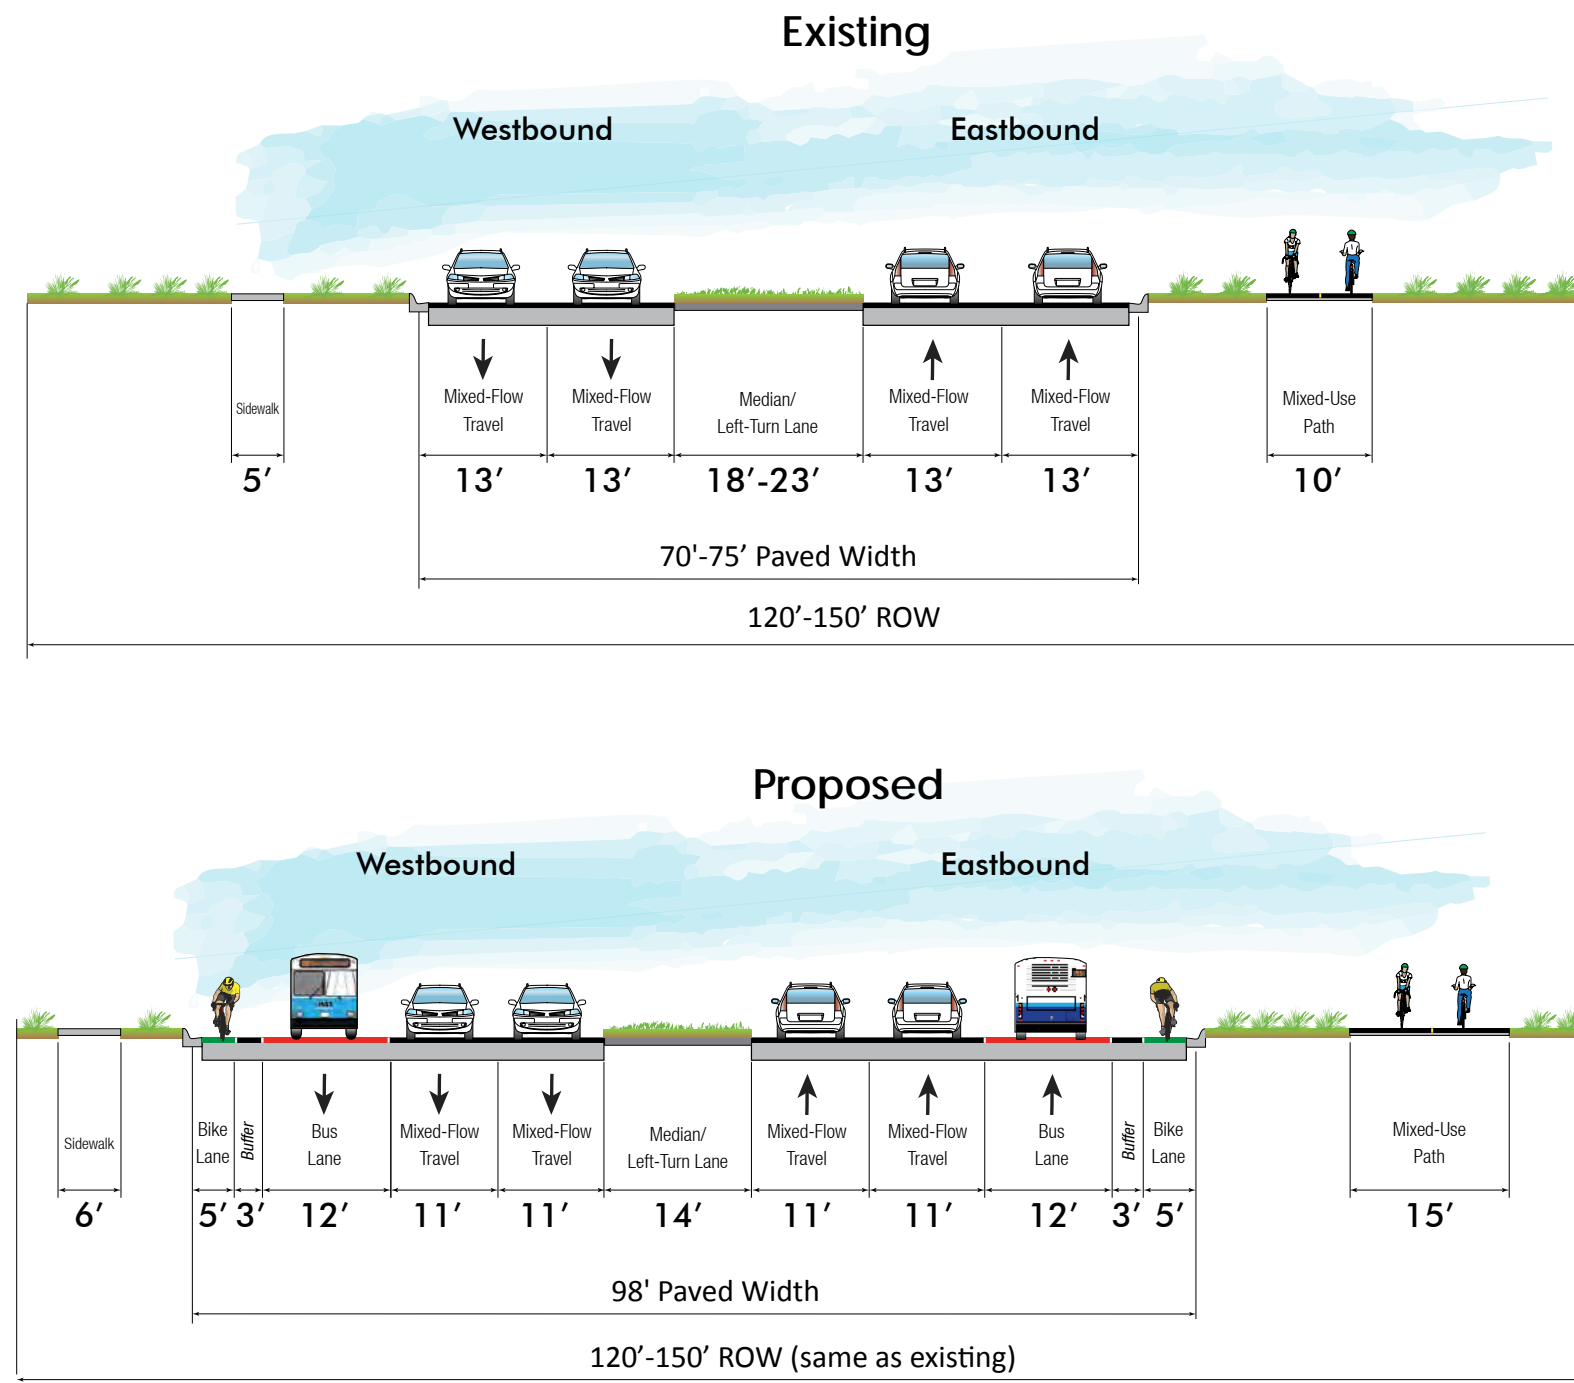 Existing
Westbound
Eastbound
Sidewalk
Mixed-Flow
Travel
Mixed-Flow
Travel
Median/
Left-Turn Lane
Mixed-Flow
Travel
Mixed-Flow
Travel
Mixed-Use
Path
5′
13′
13′
18′-23′
13′
13′
10′
70'-75′ Paved Width
120′-150′ ROW
Proposed
Westbound
Eastbound
Sidewalk
Bike
Lane
Buffer
Bus
Lane
Mixed-Flow
Travel
Mixed-Flow
Travel
Median/
Left-Turn Lane
Mixed-Flow
Travel
Mixed-Flow
Travel
Bus
Lane
Buffer
Bike
Lane
Mixed-Use
Path
6′
5′
3′
12′
11′
11′
14′
11′
11′
12′
3′
5′
15′
98' Paved Width
120′-150′ ROW (same as existing)